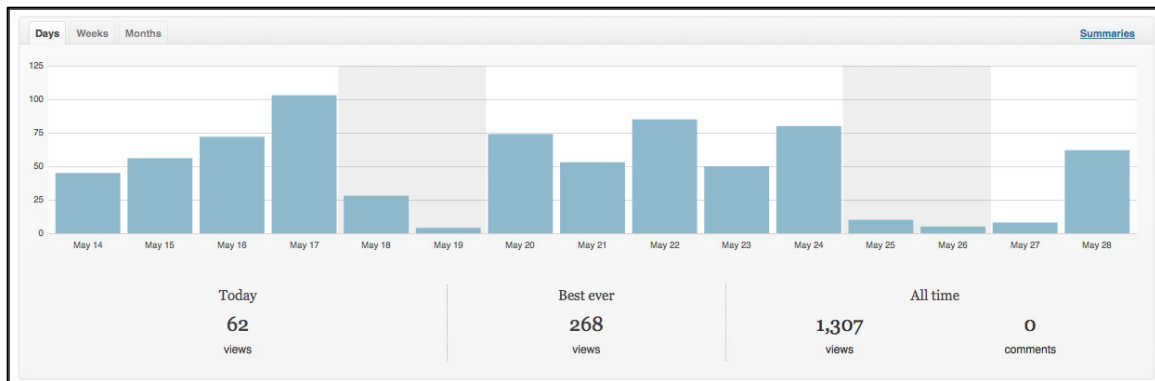 Days Weeks Months Summaries
125
100
75
50
25
0
May 14 May 15 May 16 May 17 May 18 May 19 May 20 May 21 May 22 May 23 May 24 May 25 May 26 May 27 May 28
Today Best ever All time
62 268 1,307 0
views views views comments